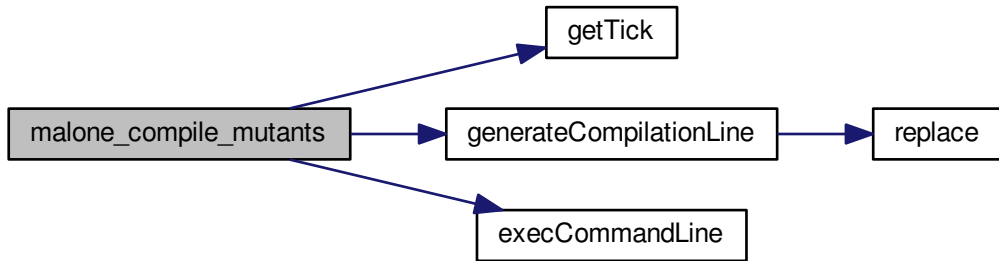 getTick
malone_compile_mutants
generateCompilationLine
replace
execCommandLine